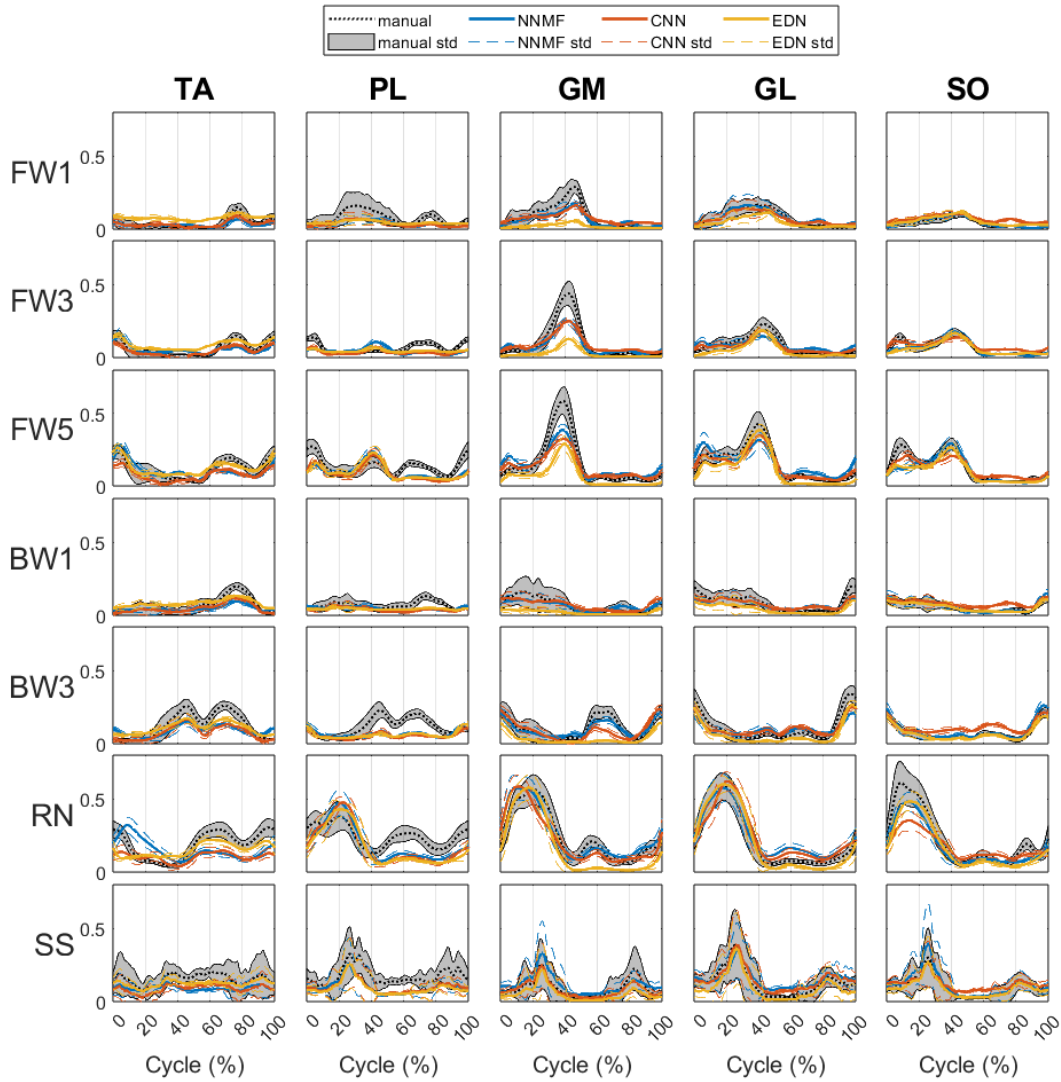 manual NNMF CNN EDN
manual std NNMF std CNN std EDN std
TA PL GM GL SO
FW1
0.5
0
FW3
0.5
0
FW5
0.5
0
BW1
0.5
0
BW3
0.5
0
RN
0.5
0
SS
0.5
0
0 20 40 60 80 100 0 20 40 60 80 100 0 20 40 60 80 100 0 20 40 60 80 100 0 20 40 60 80 100
Cycle (%) Cycle (%) Cycle (%) Cycle (%) Cycle (%)